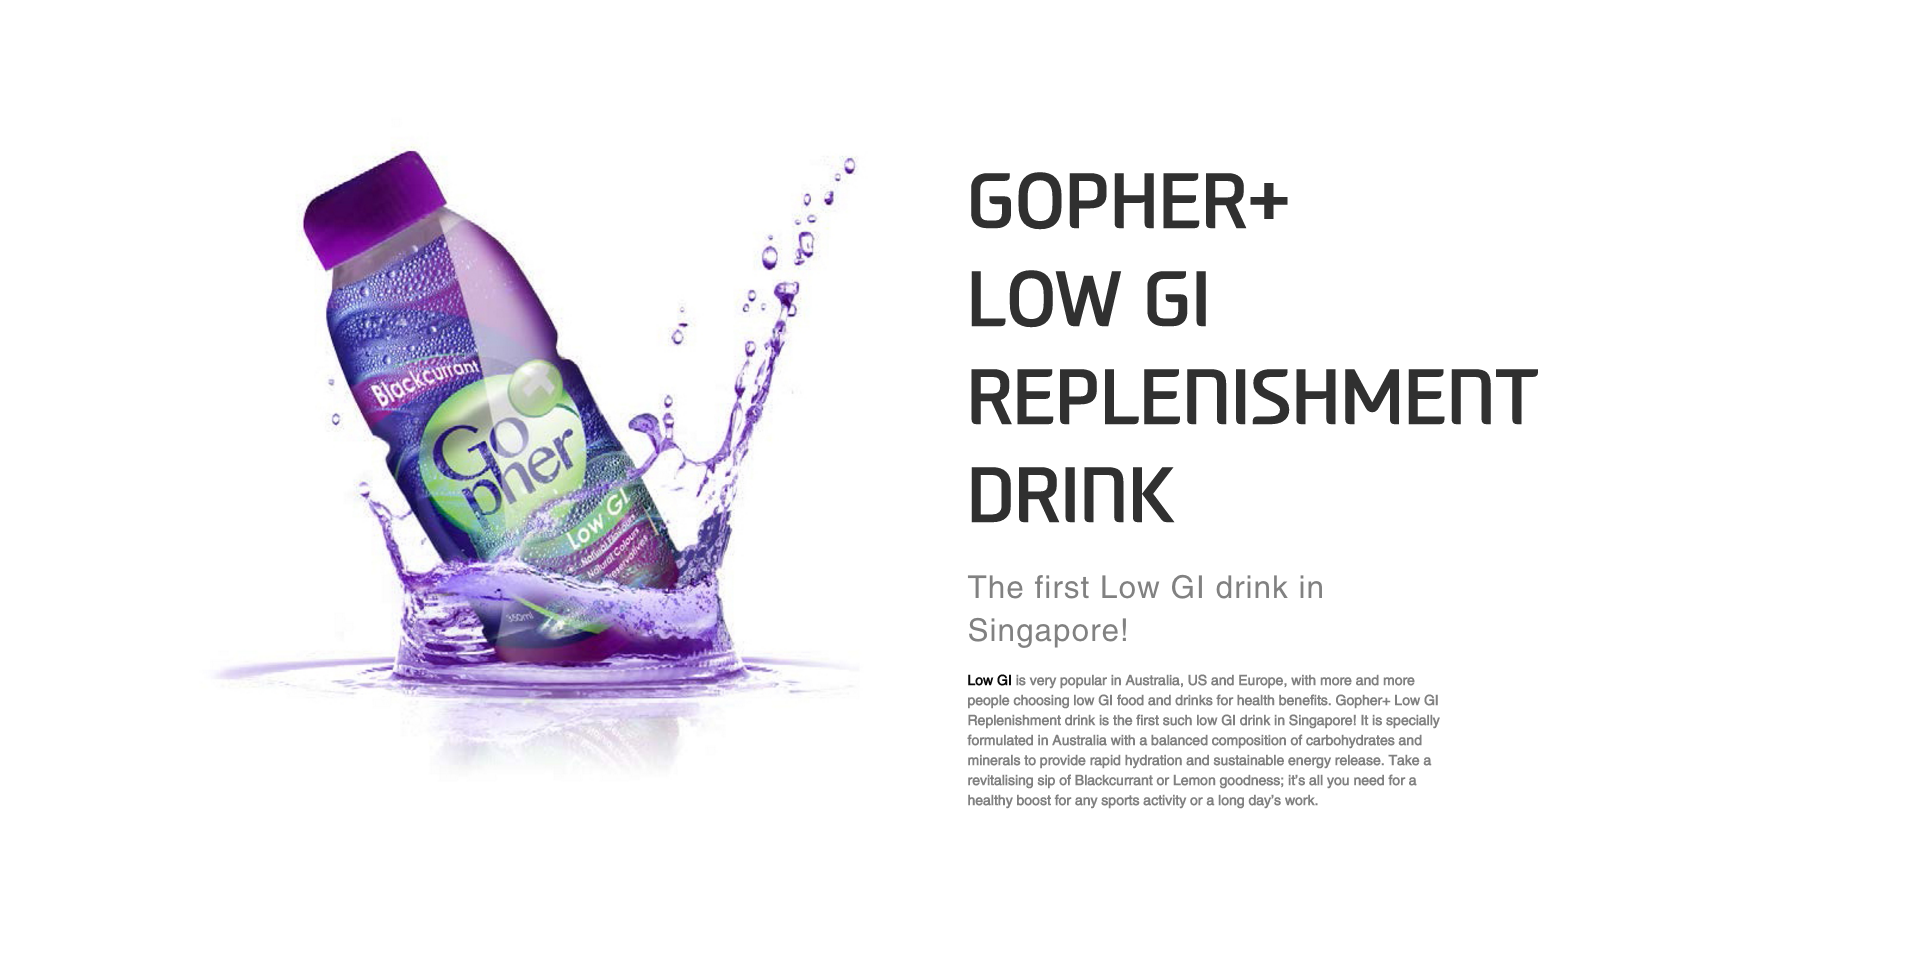 Blackcurrant
Go
pher
Low GI
Natural Flavours
Natural Colours
Preservatives
350ml
GOPHER+
LOW GI
REPLENISHMENT
DRINK
The first Low GI drink in
Singapore!
Low GI is very popular in Australia, US and Europe, with more and more
people choosing low GI food and drinks for health benefits. Gopher+ Low GI
Replenishment drink is the first such low GI drink in Singapore! It is specially
formulated in Australia with a balanced composition of carbohydrates and
minerals to provide rapid hydration and sustainable energy release. Take a
revitalising sip of Blackcurrant or Lemon goodness; it’s all you need for a
healthy boost for any sports activity or a long day’s work.